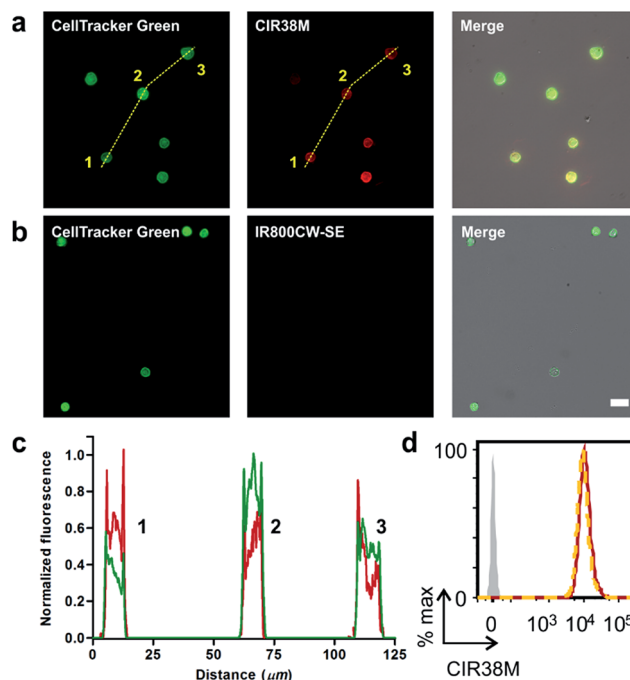 a
CellTracker Green
CIR38M
Merge
1
2
3
1
2
3
b
CellTracker Green
IR800CW-SE
Merge
c
Normalized fluorescence
1.0
0.8
0.6
0.4
0.2
0.0
1
2
3
0 25 50 75 100 125
Distance (μm)
d
% max
100
0
0 10³ 10⁴ 10⁵
CIR38M